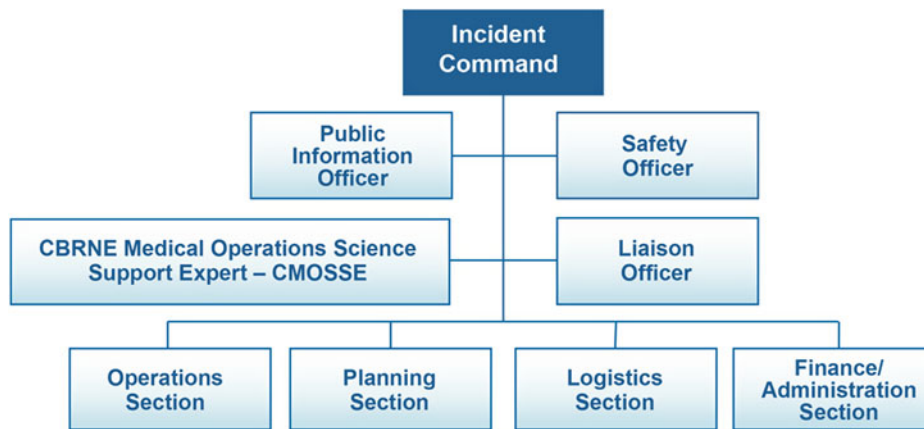 Incident
Command
Public
Information
Officer
Safety
Officer
CBRNE Medical Operations Science
Support Expert – CMOSSE
Liaison
Officer
Operations
Section
Planning
Section
Logistics
Section
Finance/
Administration
Section